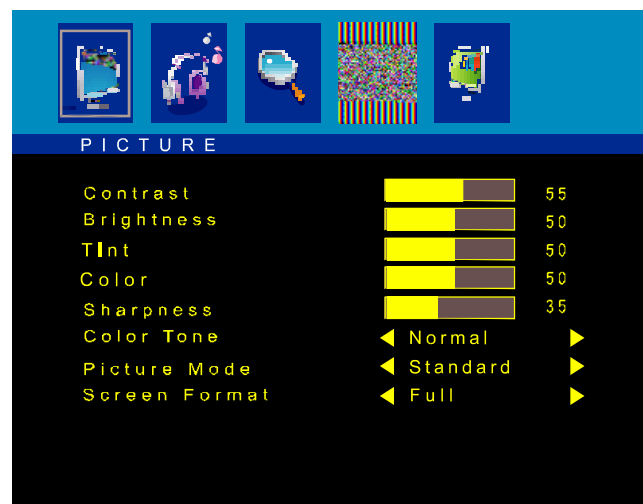 PICTURE
Contrast 55
Brightness 50
TInt 50
Color 50
Sharpness 35
Color Tone Normal
Picture Mode Standard
Screen Format Full